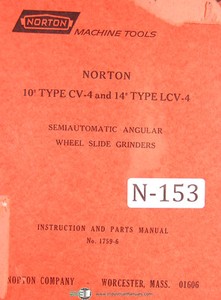 NORTON
MACHINE TOOLS
NORTON
10" TYPE CV-4 and 14" TYPE LCV-4
SEMIAUTOMATIC ANGULAR
WHEEL SLIDE GRINDERS
N-153
INSTRUCTION AND PARTS MANUAL
No. 1759-6
NORTON COMPANY - WORCESTER, MASS. 01606